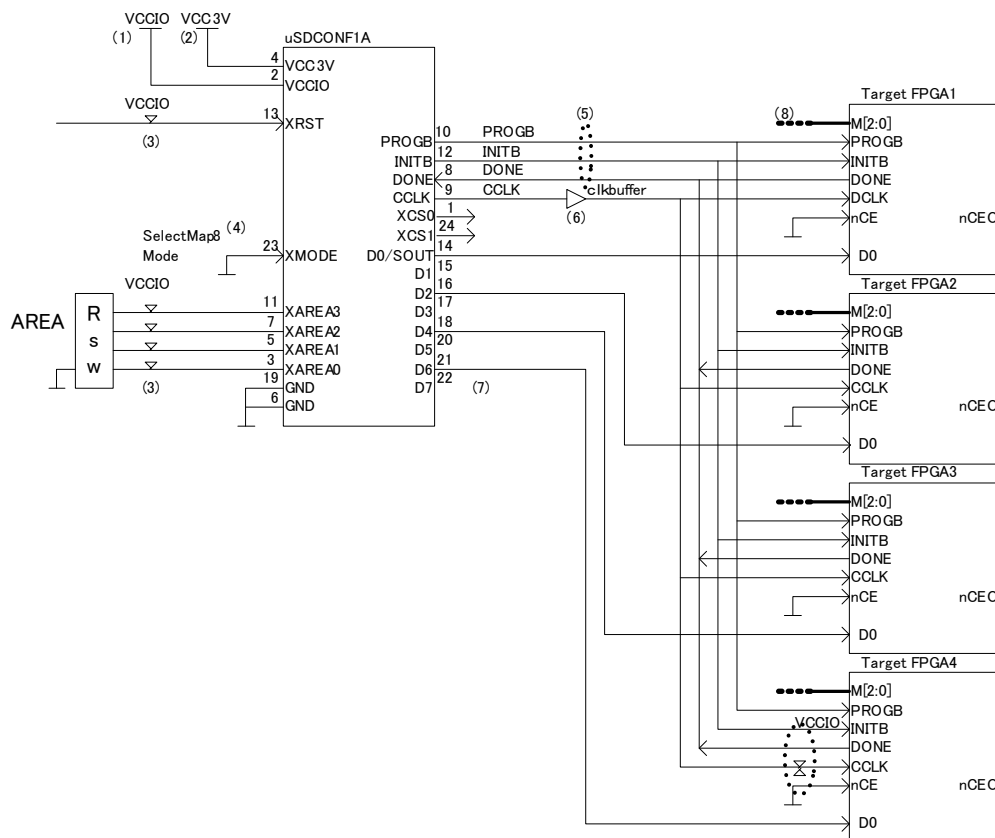 VCCIO VCC3V
(1) (2)
uSDCONF1A
4 VCC3V
2 VCCIO
VCCIO
13 XRST
(3)
PROGB 10 PROGB
INITB 12 INITB
DONE 8 DONE
CCLK 9 CCLK
(5)
clkbuffer
(6)
XCS0 1
XCS1 24
SelectMap8 (4)
Mode
23 XMODE
D0/SOUT 14
D1 15
D2 16
D3 17
D4 18
D5 20
D6 21
D7 22
(7)
VCCIO
AREA
R
s
w
11 XAREA3
7 XAREA2
5 XAREA1
3 XAREA0
(3)
19 GND
6 GND
Target FPGA1
(8)
M[2:0]
PROGB
INITB
DONE
DCLK
nCE nCEO
D0
Target FPGA2
M[2:0]
PROGB
INITB
DONE
CCLK
nCE nCEO
D0
Target FPGA3
M[2:0]
PROGB
INITB
DONE
CCLK
nCE nCEO
D0
Target FPGA4
M[2:0]
PROGB
VCCIO
INITB
DONE
CCLK
nCE nCEO
D0